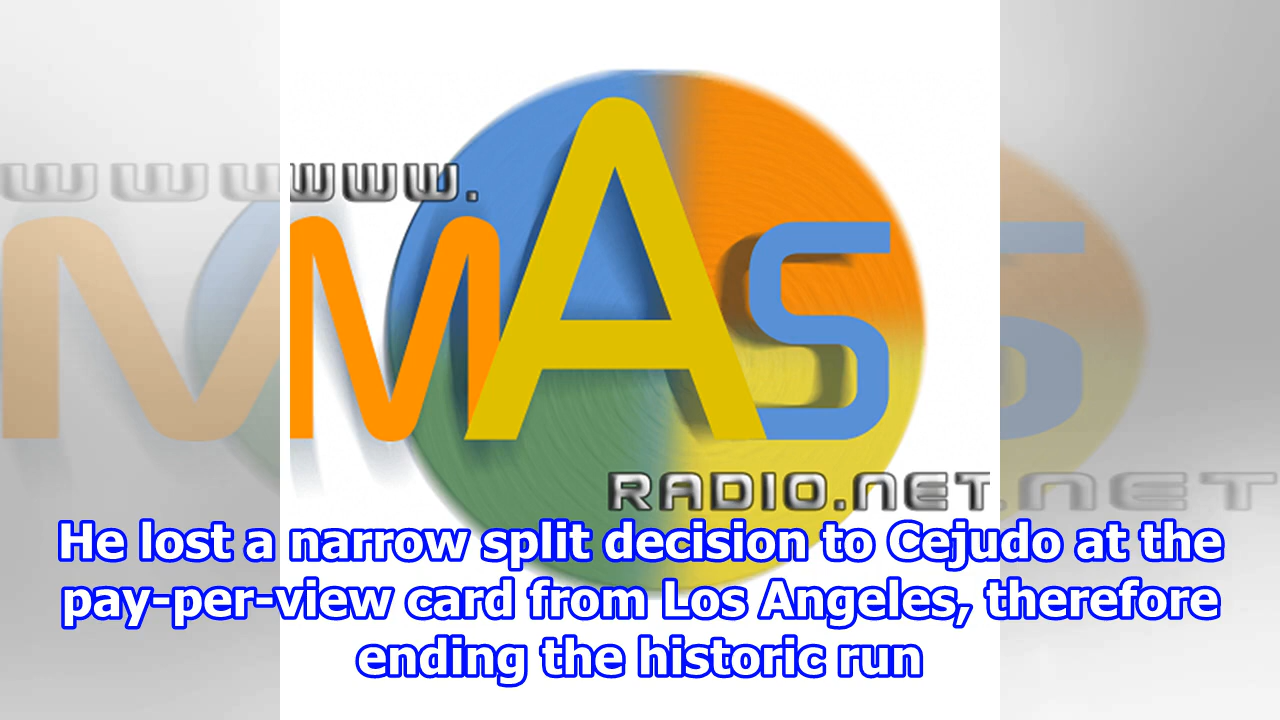 www.
MAS
RADIO.NET
He lost a narrow split decision to Cejudo at the
pay-per-view card from Los Angeles, therefore
ending the historic run